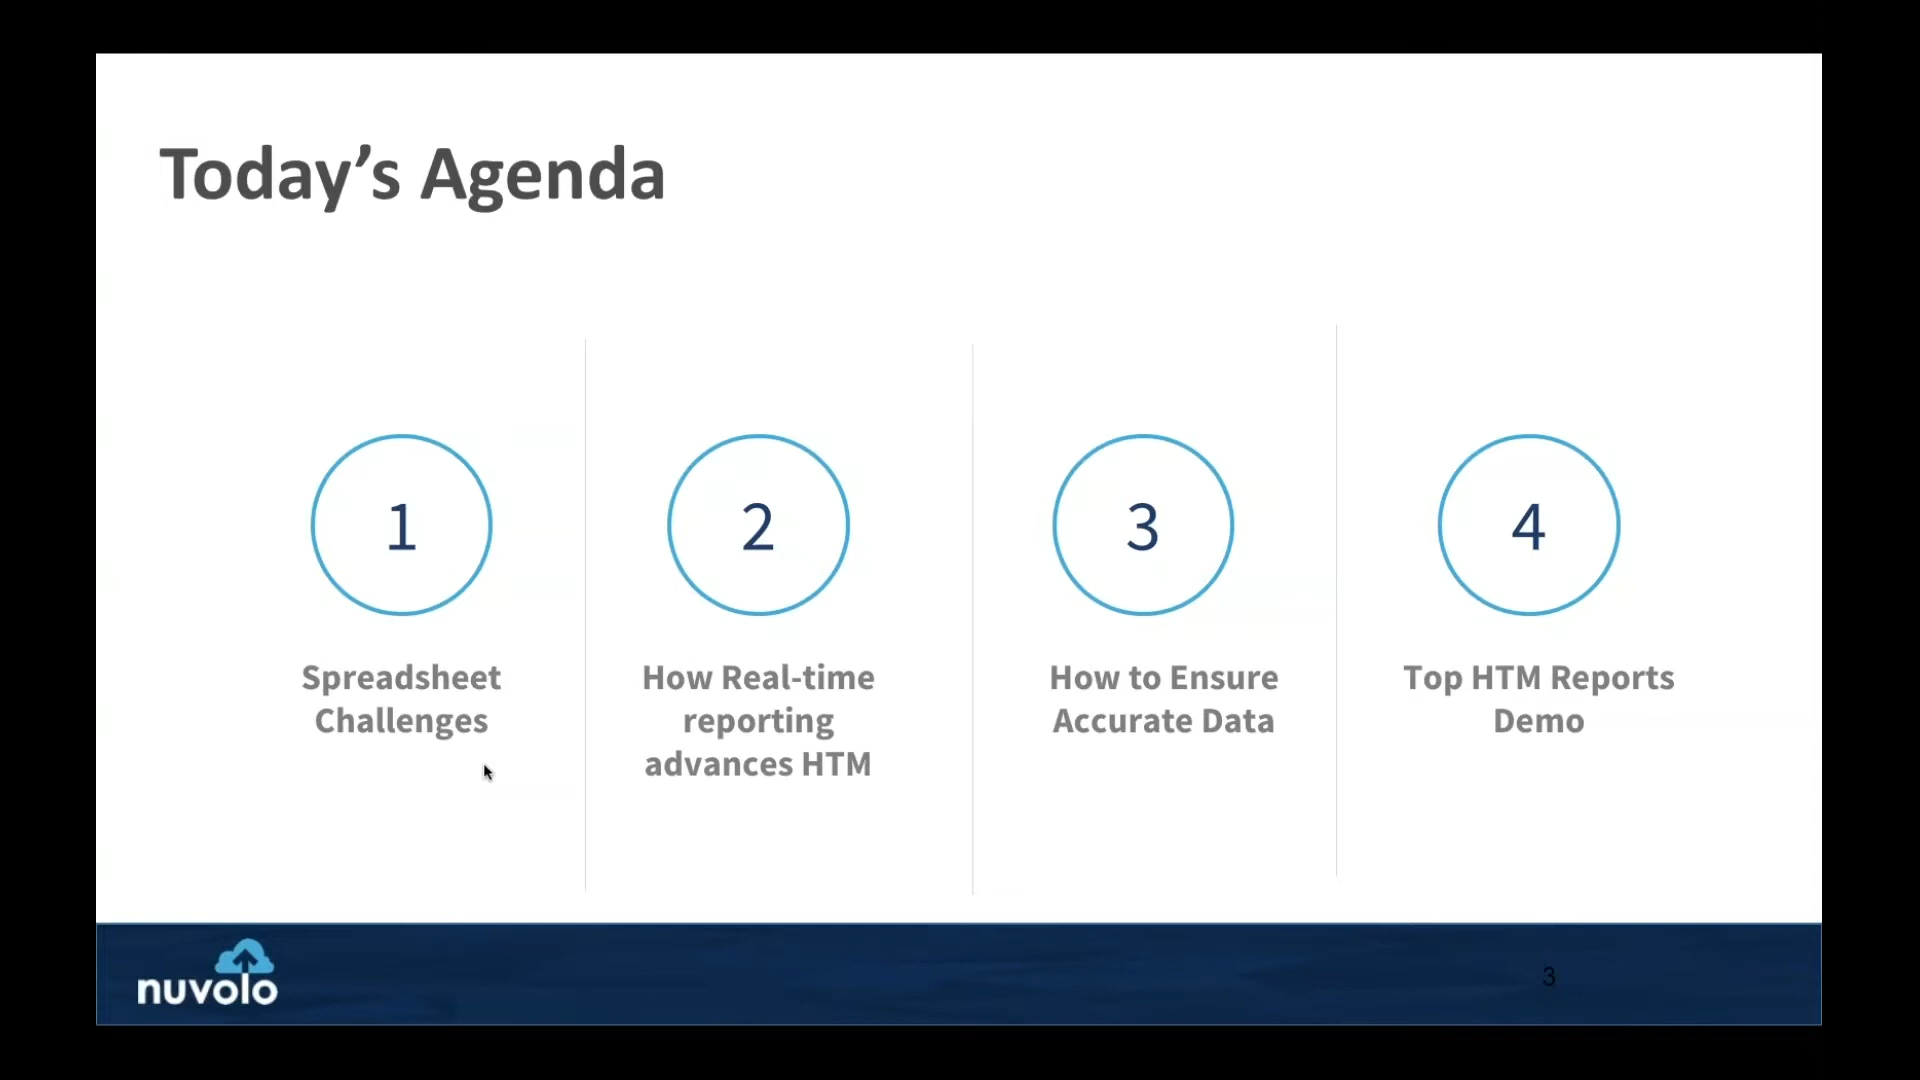 Today’s Agenda
1
2
3
4
Spreadsheet
Challenges
How Real-time
reporting
advances HTM
How to Ensure
Accurate Data
Top HTM Reports
Demo
nuvolo
3